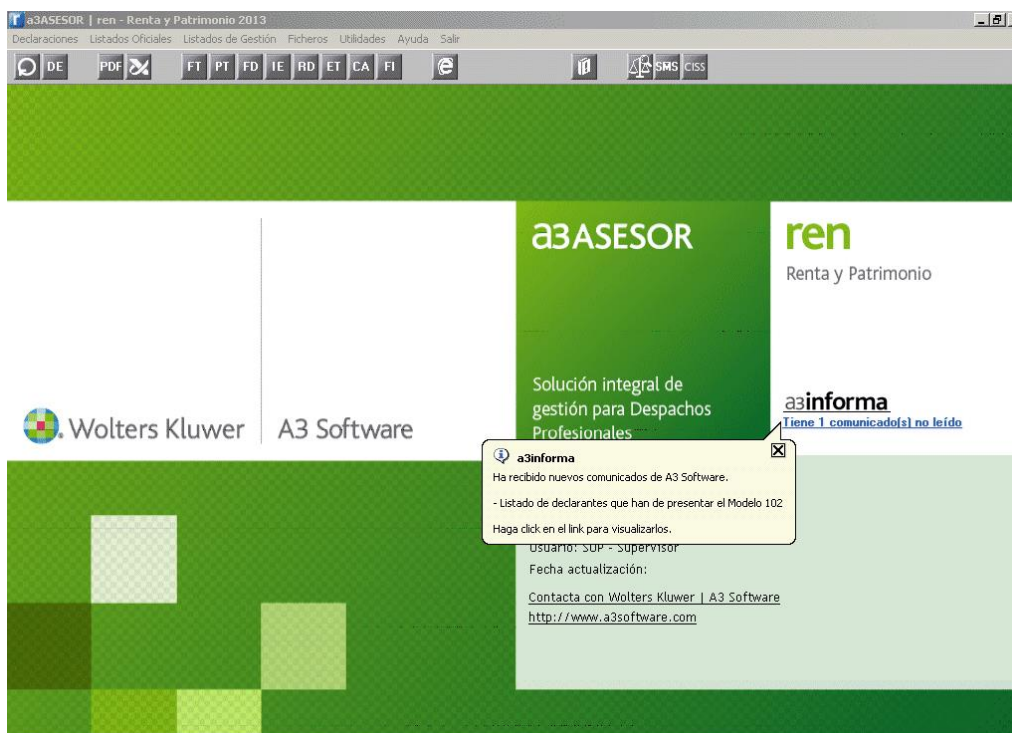 a3ASESOR | ren - Renta y Patrimonio 2013
Declaraciones Listados Oficiales Listados de Gestión Ficheros Utilidades Ayuda Salir
DE PDF FT PT FD IE RD ET CA FI SMS CISS
a3ASESOR
ren
Renta y Patrimonio
Solución integral de
gestión para Despachos
Profesionales
Wolters Kluwer
A3 Software
a3informa
Tiene 1 comunicado(s) no leído
a3informa
Ha recibido nuevos comunicados de A3 Software.
- Listado de declarantes que han de presentar el Modelo 102
Haga click en el link para visualizarlos.
Usuario: SUP - Supervisor
Fecha actualización:
Contacta con Wolters Kluwer | A3 Software
http://www.a3software.com